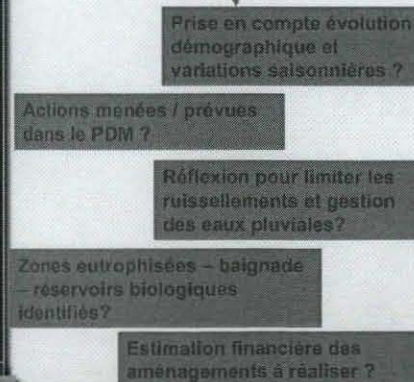 Prise en compte évolution
démographique et
variations saisonnières ?
Actions menées / prévues
dans le PDM ?
Réflexion pour limiter les
ruissellements et gestion
des eaux pluviales?
Zones eutrophisées – baignade
– réservoirs biologiques
identifiés?
Estimation financière des
aménagements à réaliser ?